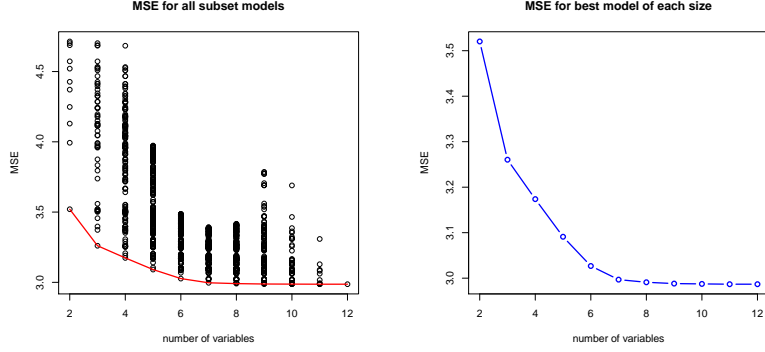 MSE for all subset models
MSE
4.5
4.0
3.5
3.0
2 4 6 8 10 12
number of variables
MSE for best model of each size
MSE
3.5
3.4
3.3
3.2
3.1
3.0
2 4 6 8 10 12
number of variables